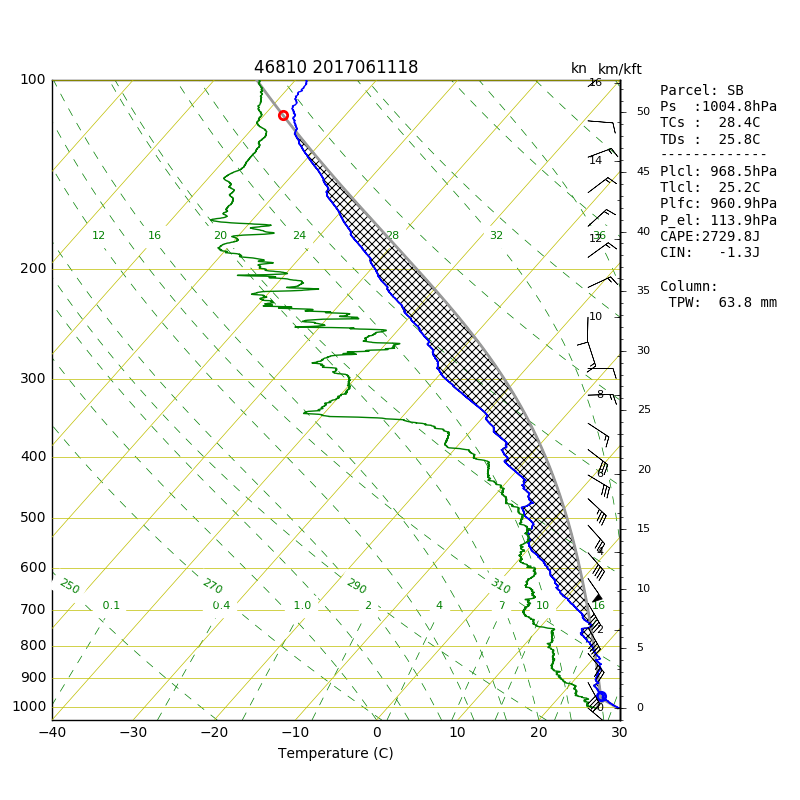 46810 2017061118
kn km/kft
Parcel: SB
Ps  :1004.8hPa
TCs :  28.4C
TDs :  25.8C
-------------
Plcl: 968.5hPa
Tlcl:  25.2C
Plfc: 960.9hPa
P_el: 113.9hPa
CAPE:2729.8J
CIN:   -1.3J
Column:
 TPW:  63.8 mm
100
200
300
400
500
600
700
800
900
1000
12 16 20 24 28 32 36
250 270 290 310
0.1 0.4 1.0 2 4 7 10 16
16
14
12
10
8
6
4
2
0
50
45
40
35
30
25
20
15
10
5
0
−40 −30 −20 −10 0 10 20 30
Temperature (C)